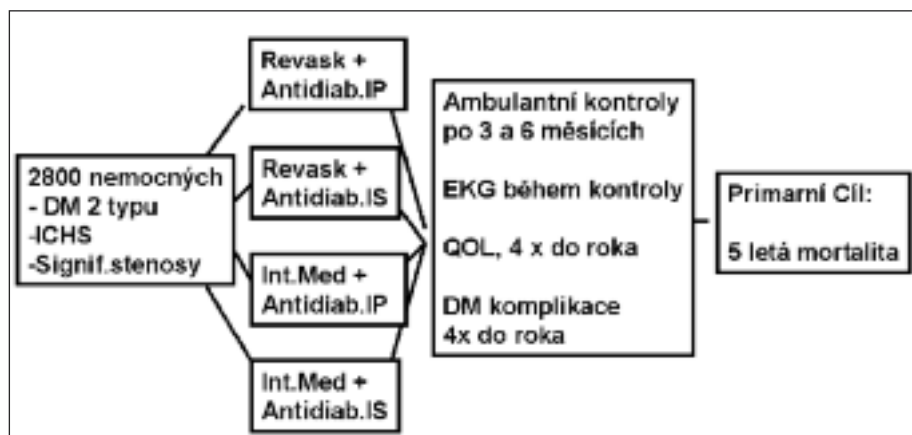 2800 nemocných
- DM 2 typu
-ICHS
-Signif.stenosy
Revask +
Antidiab.IP
Revask +
Antidiab.IS
Int.Med +
Antidiab.IP
Int.Med +
Antidiab.IS
Ambulantní kontroly
po 3 a 6 měsících
EKG během kontroly
QOL, 4 x do roka
DM komplikace
4x do roka
Primarní Cíl:
5 letá mortalita